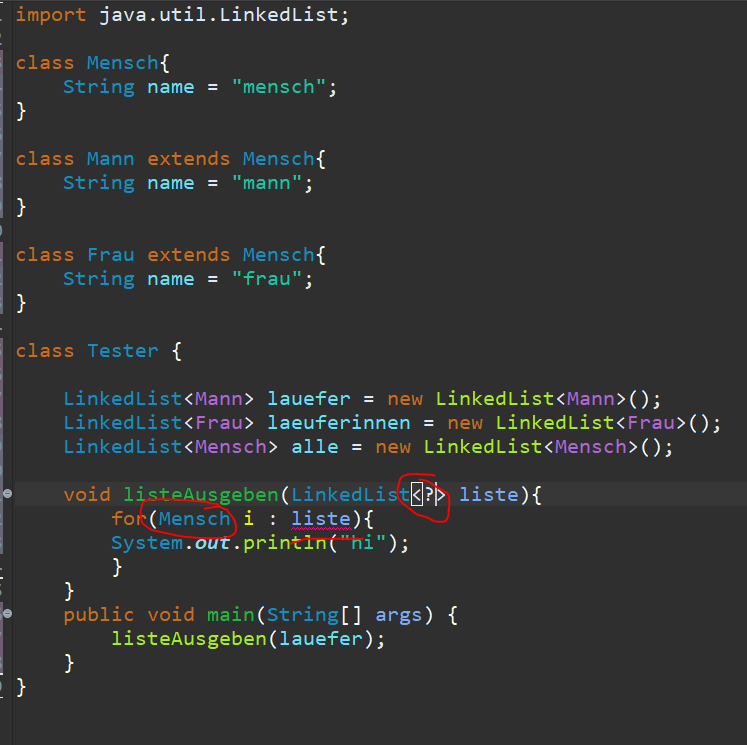 import java.util.LinkedList;
class Mensch{
String name = "mensch";
}
class Mann extends Mensch{
String name = "mann";
}
class Frau extends Mensch{
String name = "frau";
}
class Tester {
LinkedList<Mann> lauefer = new LinkedList<Mann>();
LinkedList<Frau> laeuferinnen = new LinkedList<Frau>();
LinkedList<Mensch> alle = new LinkedList<Mensch>();
void listeAusgeben(LinkedList<?> liste){
for(Mensch i : liste){
System.out.println("hi");
}
}
public void main(String[] args) {
listeAusgeben(lauefer);
}
}